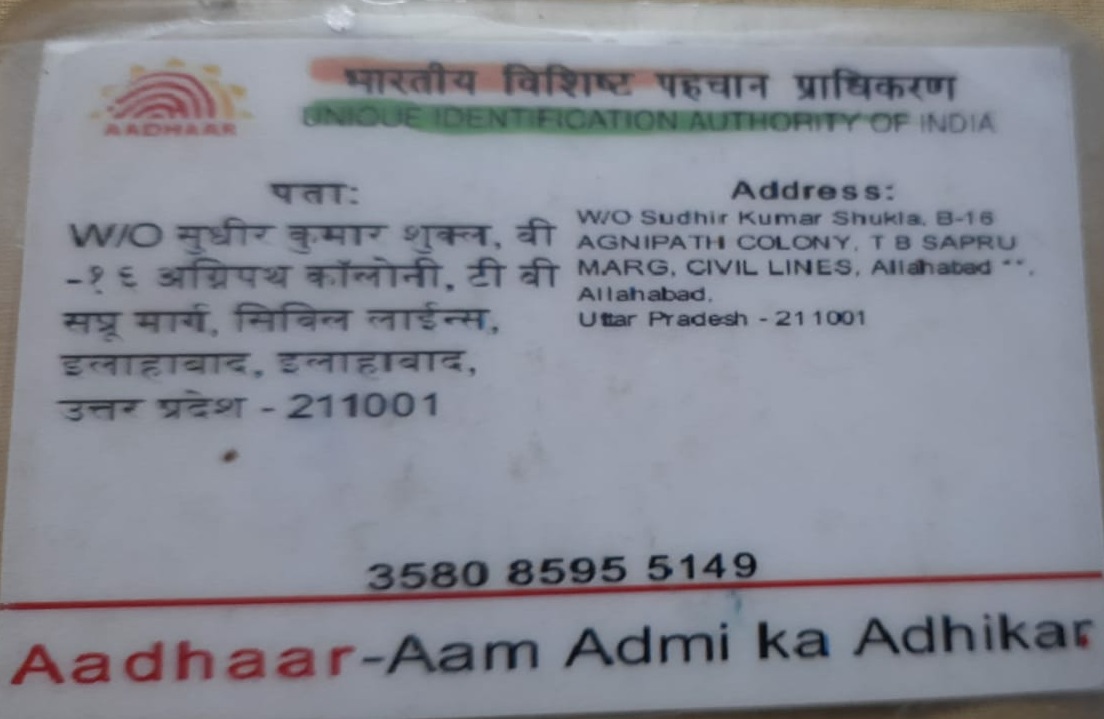 AADHAAR
भारतीय विशिष्ट पहचान प्राधिकरण
UNIQUE IDENTIFICATION AUTHORITY OF INDIA
पता:
W/O सुधीर कुमार शुक्ल, वी
-१६ अग्निपथ कॉलोनी, टी वी
सप्रू मार्ग, सिविल लाईन्स,
इलाहावाद, इलाहावाद,
उत्तर प्रदेश - 211001
Address:
W/O Sudhir Kumar Shukla, B-16
AGNIPATH COLONY, T B SAPRU
MARG, CIVIL LINES, Allahabad **,
Allahabad,
Uttar Pradesh - 211001
3580 8595 5149
Aadhaar-Aam Admi ka Adhikar